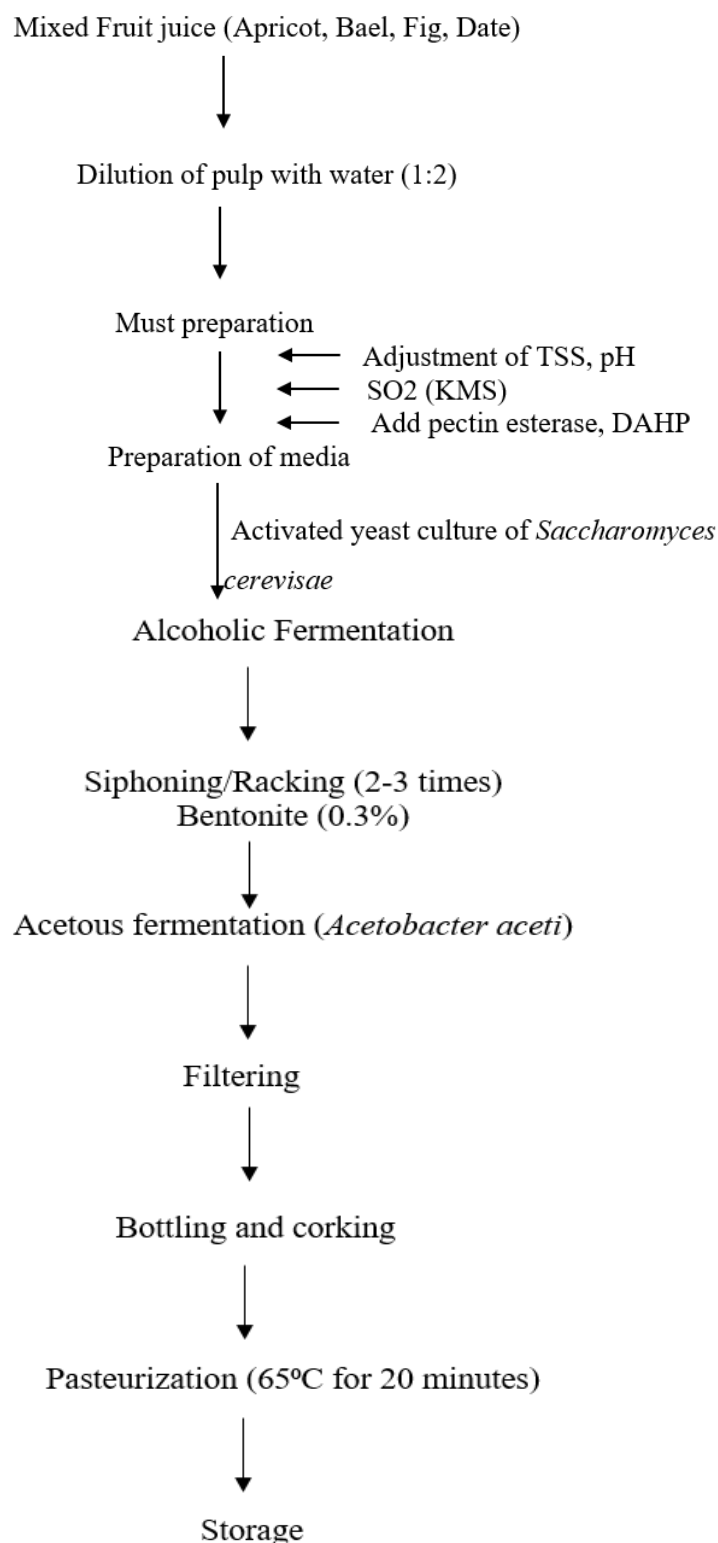 Mixed Fruit juice (Apricot, Bael, Fig, Date)
Dilution of pulp with water (1:2)
Must preparation
Adjustment of TSS, pH
SO2 (KMS)
Add pectin esterase, DAHP
Preparation of media
Activated yeast culture of Saccharomyces
cerevisae
Alcoholic Fermentation
Siphoning/Racking (2-3 times)
Bentonite (0.3%)
Acetous fermentation (Acetobacter aceti)
Filtering
Bottling and corking
Pasteurization (65⁰C for 20 minutes)
Storage